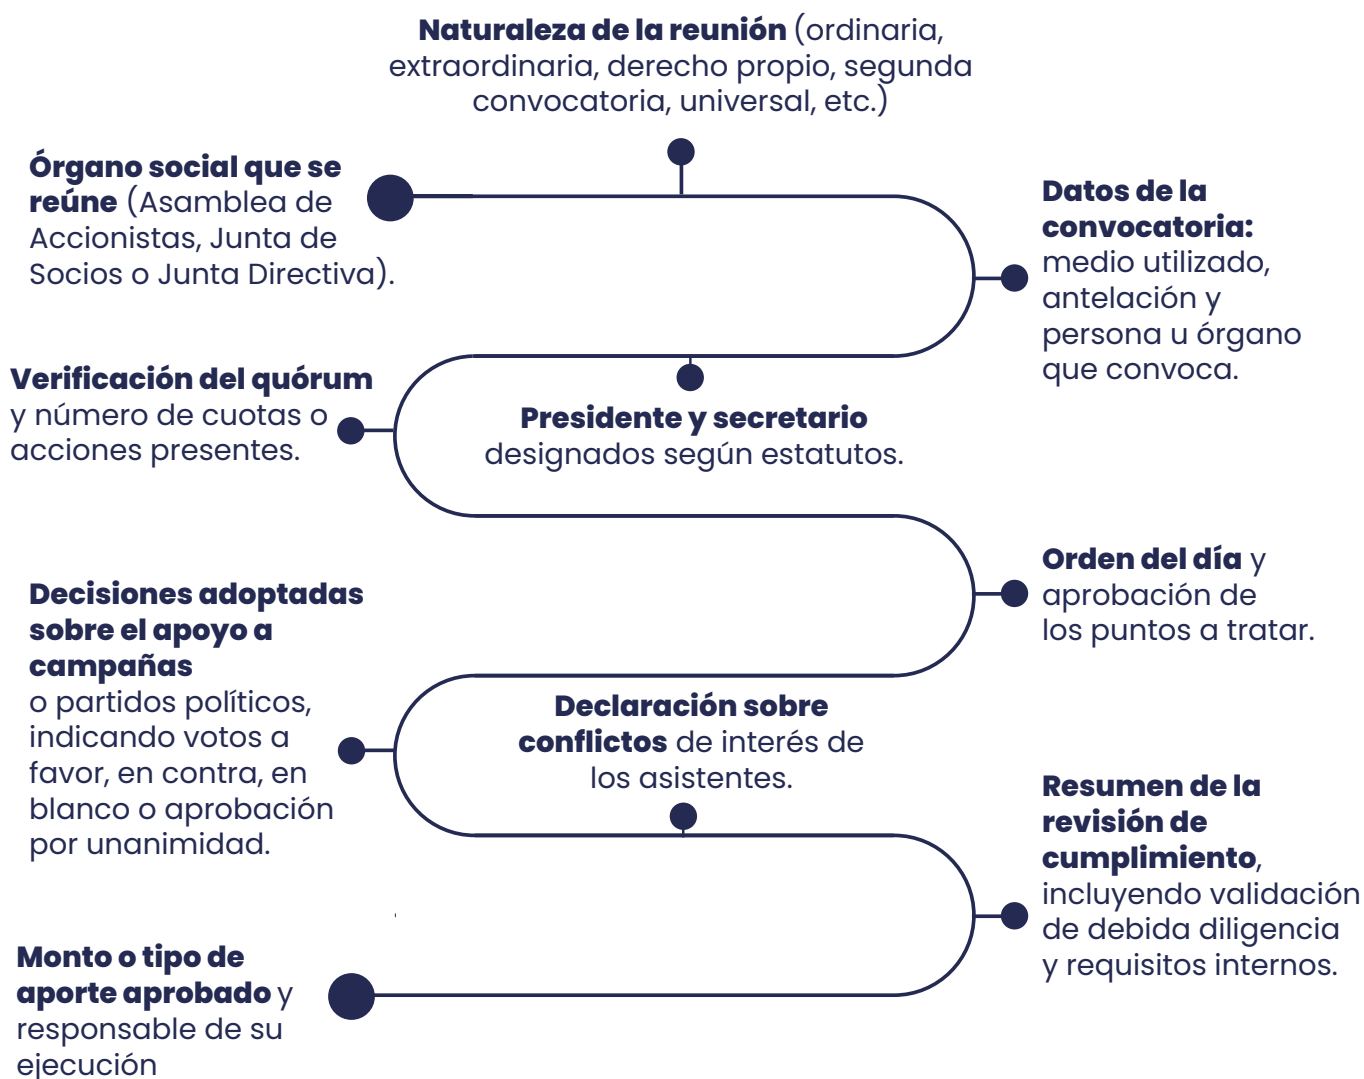 Naturaleza de la reunión (ordinaria,
extraordinaria, derecho propio, segunda
convocatoria, universal, etc.)
Órgano social que se
reúne (Asamblea de
Accionistas, Junta de
Socios o Junta Directiva).
Datos de la
convocatoria:
medio utilizado,
antelación y
persona u órgano
que convoca.
Verificación del quórum
y número de cuotas o
acciones presentes.
Presidente y secretario
designados según estatutos.
Orden del día y
aprobación de
los puntos a tratar.
Decisiones adoptadas
sobre el apoyo a
campañas
o partidos políticos,
indicando votos a
favor, en contra, en
blanco o aprobación
por unanimidad.
Declaración sobre
conflictos de interés de
los asistentes.
Resumen de la
revisión de
cumplimiento,
incluyendo validación
de debida diligencia
y requisitos internos.
Monto o tipo de
aporte aprobado y
responsable de su
ejecución